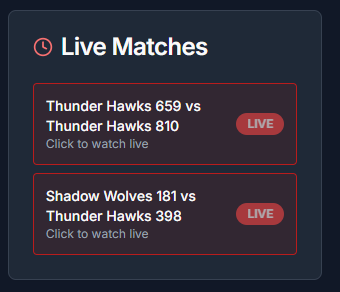 Live Matches
Thunder Hawks 659 vs
Thunder Hawks 810
Click to watch live
LIVE
Shadow Wolves 181 vs
Thunder Hawks 398
Click to watch live
LIVE